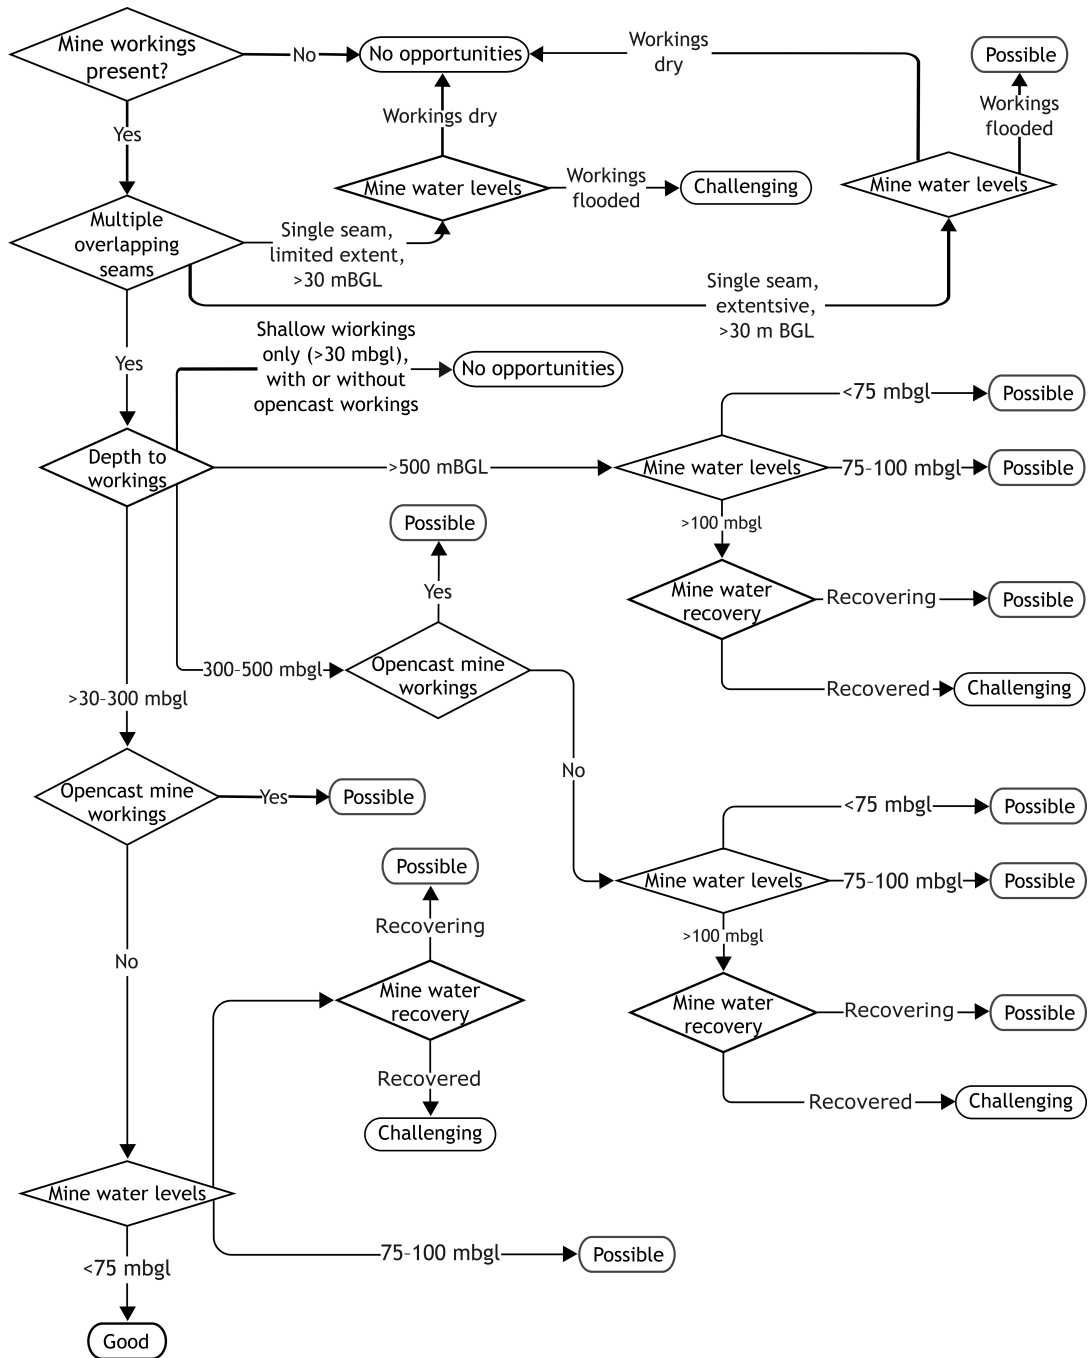 Mine workings
present?
No
No opportunities
Workings
dry
Possible
Workings
flooded
Yes
Workings dry
Mine water levels
Workings
flooded
Challenging
Mine water levels
Multiple
overlapping
seams
Single seam,
limited extent,
>30 mBGL
Single seam,
extentsive,
>30 m BGL
Yes
Shallow wiorkings
only (>30 mbgl),
with or without
opencast workings
No opportunities
Depth to
workings
>500 mBGL
Mine water levels
<75 mbgl
Possible
75-100 mbgl
Possible
>100 mbgl
Mine water
recovery
Recovering
Possible
Recovered
Challenging
Possible
Yes
300-500 mbgl
Opencast mine
workings
No
>30-300 mbgl
Opencast mine
workings
Yes
Possible
<75 mbgl
Possible
Mine water levels
75-100 mbgl
Possible
>100 mbgl
Mine water
recovery
Recovering
Possible
Recovered
Challenging
No
Possible
Recovering
Mine water
recovery
Recovered
Challenging
Mine water levels
75-100 mbgl
Possible
<75 mbgl
Good